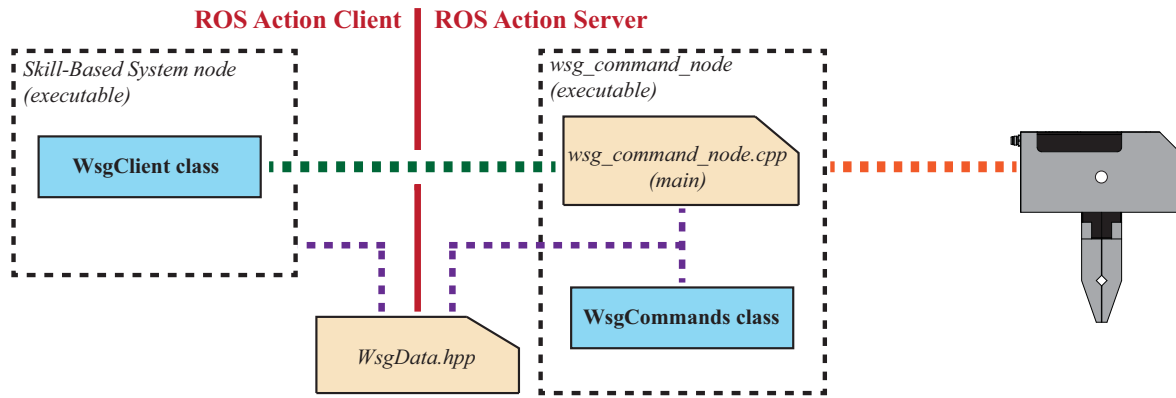 ROS Action Client
ROS Action Server
Skill-Based System node
(executable)
WsgClient class
wsg_command_node
(executable)
wsg_command_node.cpp
(main)
WsgCommands class
WsgData.hpp